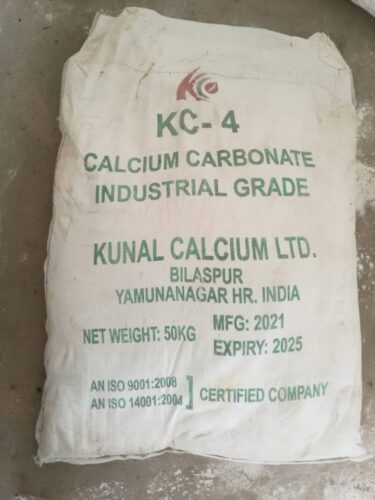 KCO
KC-4
CALCIUM CARBONATE
INDUSTRIAL GRADE
KUNAL CALCIUM LTD.
BILASPUR
YAMUNANAGAR HR. INDIA
NET WEIGHT: 50KG
MFG: 2021
EXPIRY: 2025
AN ISO 9001:2008
AN ISO 14001:2004
] CERTIFIED COMPANY